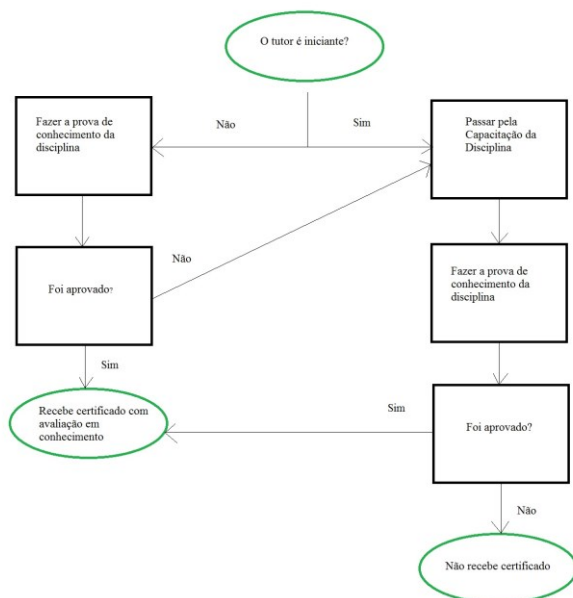 O tutor é iniciante?
Fazer a prova de
conhecimento da
disciplina
Não
Sim
Passar pela
Capacitação da
Disciplina
Não
Foi aprovado?
Fazer a prova de
conhecimento da
disciplina
Sim
Recebe certificado com
avaliação em
conhecimento
Sim
Foi aprovado?
Não
Não recebe certificado